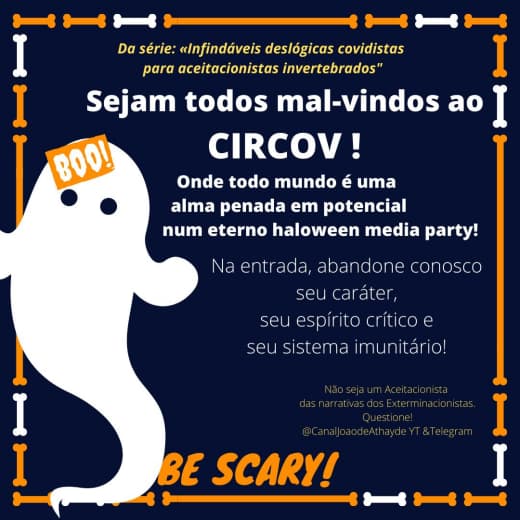 Da série: «Infindáveis deslógicas covidistas
para aceitacionistas invertebrados"
Sejam todos mal-vindos ao
CIRCOV !
BOO!
Onde todo mundo é uma
alma penada em potencial
num eterno haloween media party!
Na entrada, abandone conosco
seu caráter,
seu espírito crítico e
seu sistema imunitário!
Não seja um Aceitacionista
das narrativas dos Exterminacionistas.
Questione!
@CanalJoaodeAthayde YT &Telegram
BE SCARY!